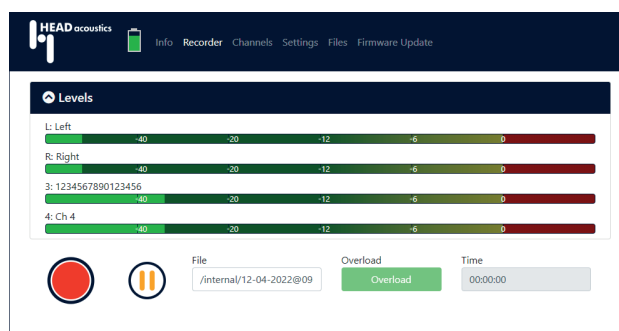 HEAD acoustics
Info Recorder Channels Settings Files Firmware Update
Levels
L: Left
-40 -20 -12 -6 0
R: Right
-40 -20 -12 -6 0
3: 1234567890123456
-40 -20 -12 -6 0
4: Ch 4
-40 -20 -12 -6 0
File Overload Time
/internal/12-04-2022@09 Overload 00:00:00